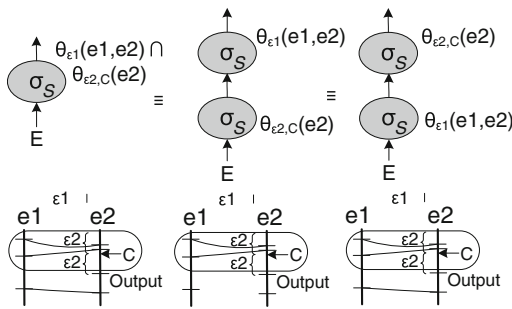 θε1(e1,e2) ∩
θε2,C(e2)
σS
E
≡
θε1(e1,e2)
σS
θε2,C(e2)
σS
E
≡
θε2,C(e2)
σS
θε1(e1,e2)
σS
E
ε1
e1 e2
ε2
ε2
C
Output
ε1
e1 e2
ε2
ε2
C
Output
ε1
e1 e2
ε2
ε2
C
Output